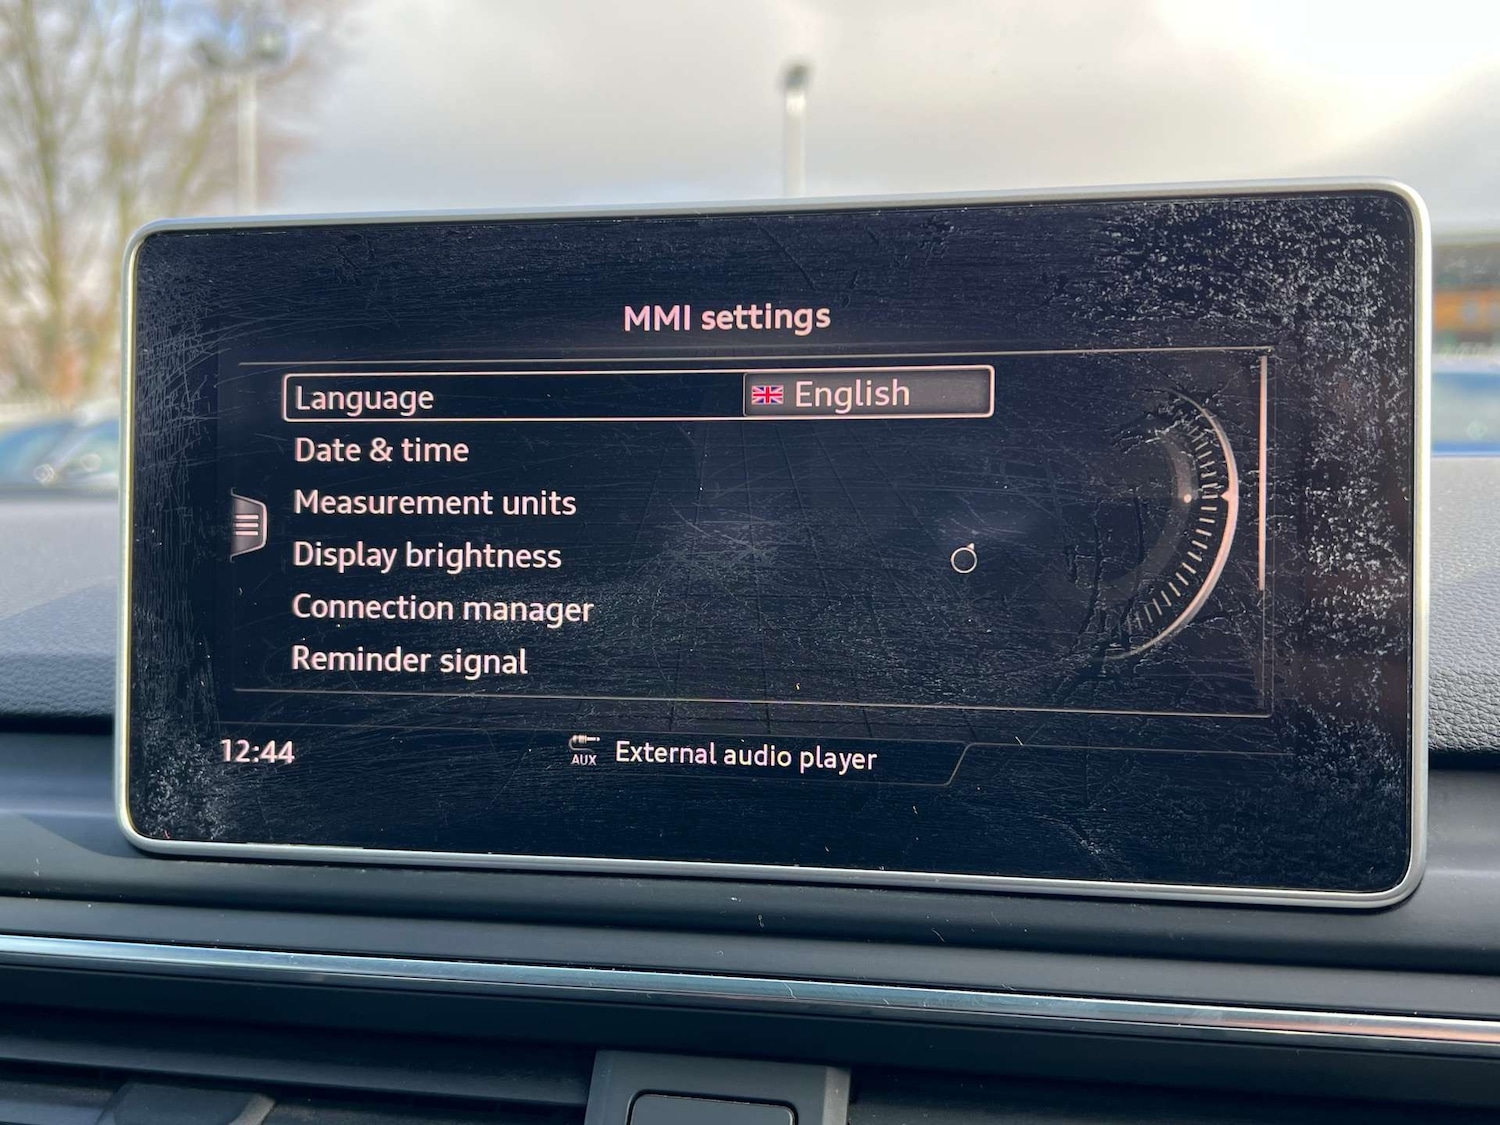 MMI settings
Language English
Date & time
Measurement units
Display brightness
Connection manager
Reminder signal
12:44 AUX External audio player